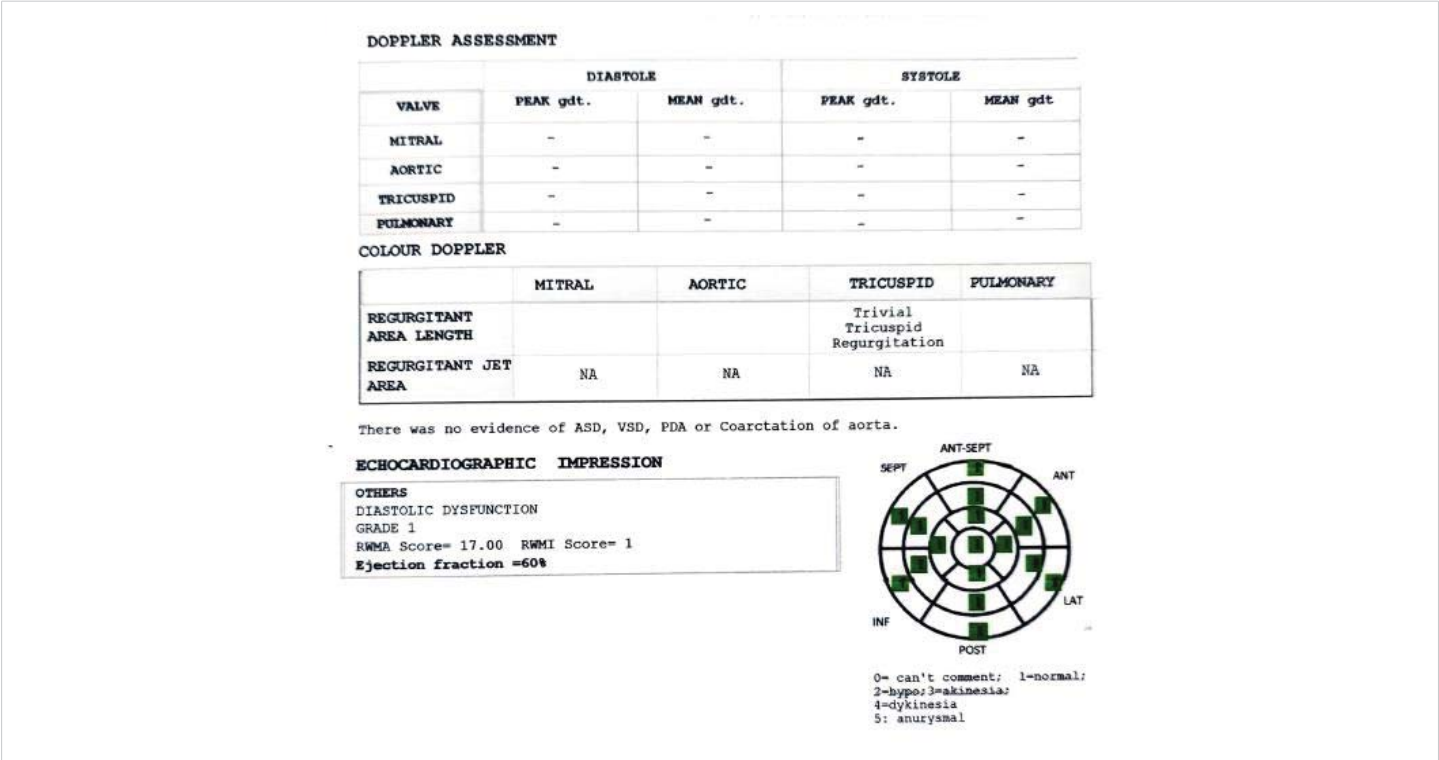 DOPPLER ASSESSMENT
DIASTOLE SYSTOLE
VALVE PEAK gdt. MEAN gdt. PEAK gdt. MEAN gdt
MITRAL - - - -
AORTIC - - - -
TRICUSPID - - - -
PULMONARY - - - -
COLOUR DOPPLER
MITRAL AORTIC TRICUSPID PULMONARY
REGURGITANT
AREA LENGTH
Trivial
Tricuspid
Regurgitation
REGURGITANT JET
AREA
NA NA NA NA
There was no evidence of ASD, VSD, PDA or Coarctation of aorta.
ECHOCARDIOGRAPHIC IMPRESSION
OTHERS
DIASTOLIC DYSFUNCTION
GRADE 1
RWMA Score= 17.00 RWMI Score= 1
Ejection fraction =60%
ANT-SEPT
SEPT
ANT
LAT
INF
POST
0= can't comment; 1=normal;
2=hypo;3=akinesia;
4=dykinesia
5: anurysmal